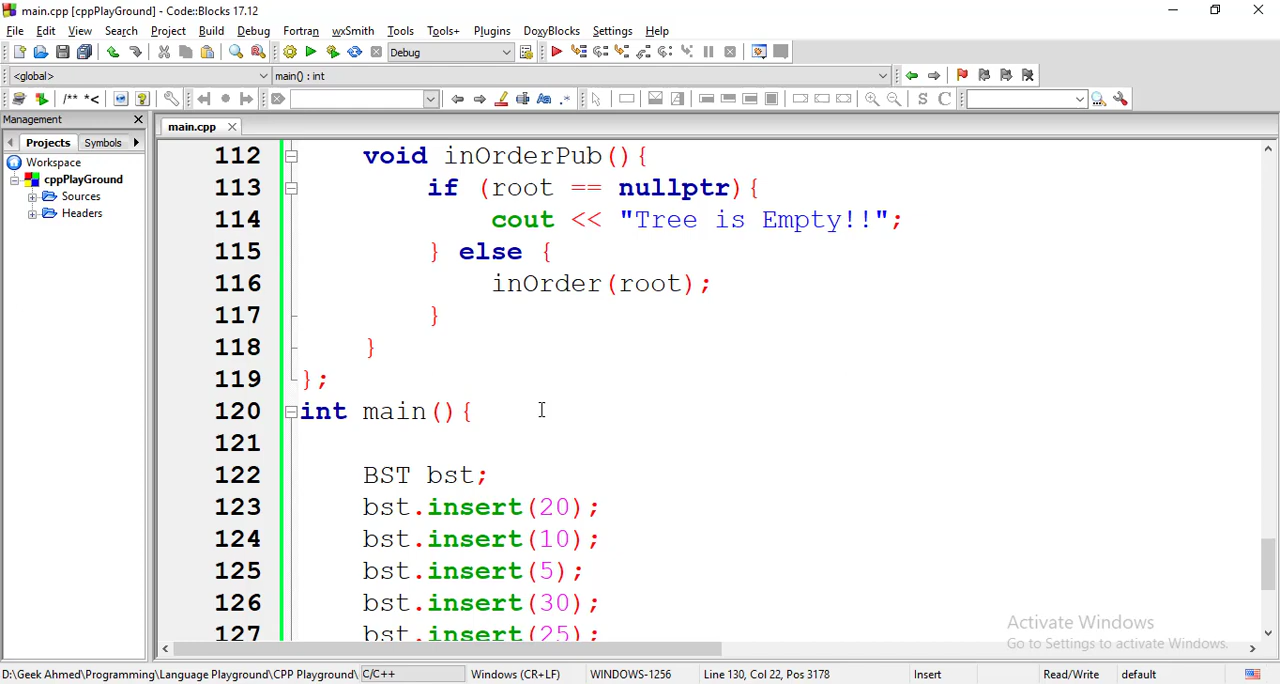 main.cpp [cppPlayGround] - Code::Blocks 17.12
File Edit View Search Project Build Debug Fortran wxSmith Tools Tools+ Plugins DoxyBlocks Settings Help
Debug
<global> main() : int
/** *<
S C
Management
main.cpp
Projects Symbols
Workspace
cppPlayGround
Sources
Headers
112 void inOrderPub(){
113 if (root == nullptr){
114 cout << "Tree is Empty!!";
115 } else {
116 inOrder(root);
117 }
118 }
119 };
120 int main(){
121
122 BST bst;
123 bst.insert(20);
124 bst.insert(10);
125 bst.insert(5);
126 bst.insert(30);
127 bst.insert(25);
Activate Windows
Go to Settings to activate Windows.
D:\Geek Ahmed\Programming\Language Playground\CPP Playground\ C/C++ Windows (CR+LF) WINDOWS-1256 Line 130, Col 22, Pos 3178 Insert Read/Write default